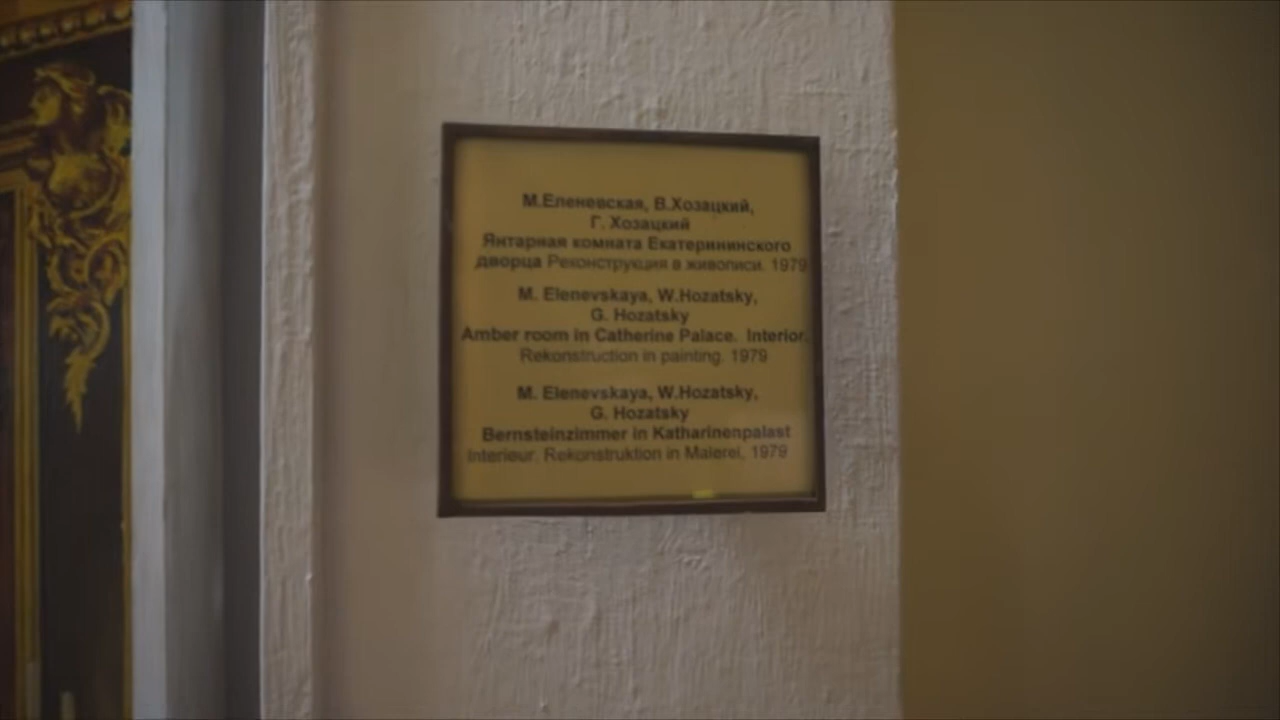 М.Еленевская, В.Хозацкий,
Г. Хозацкий
Янтарная комната Екатерининского
дворца Реконструкция в живописи. 1979
M. Elenevskaya, W.Hozatsky,
G. Hozatsky
Amber room in Catherine Palace. Interior.
Rekonstruction in painting. 1979
M. Elenevskaya, W.Hozatsky,
G. Hozatsky
Bernsteinzimmer in Katharinenpalast
Interieur. Rekonstruktion in Malerei, 1979